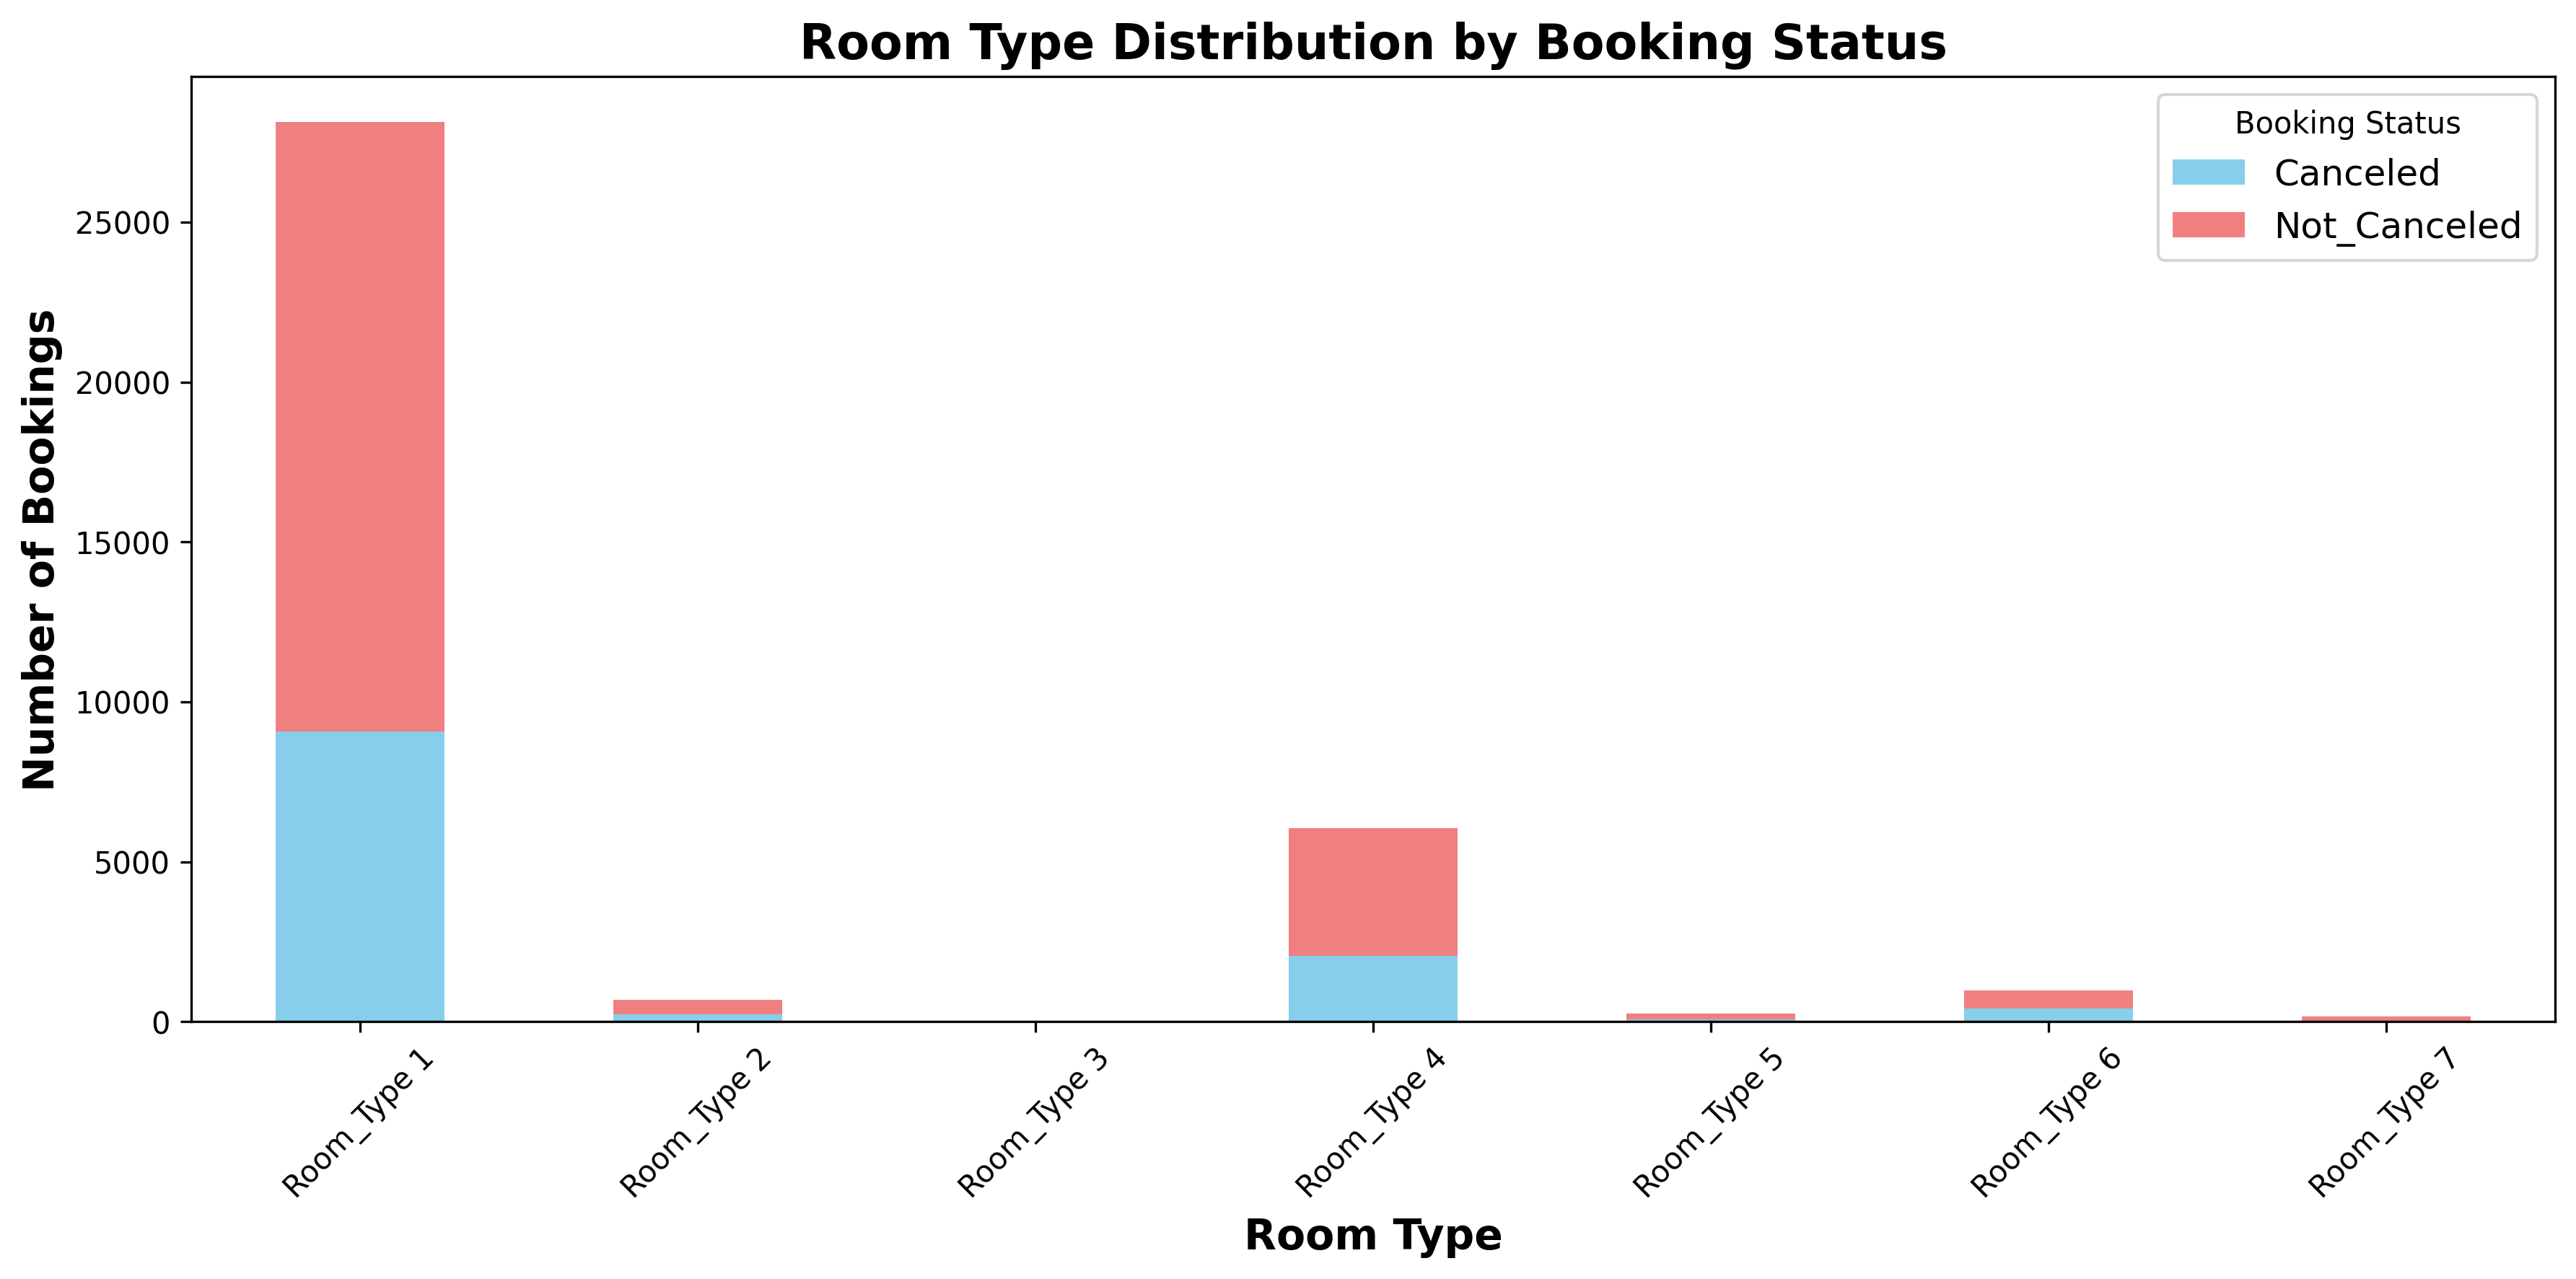 Room Type Distribution by Booking Status
Booking Status
Canceled
Not_Canceled
Number of Bookings
25000
20000
15000
10000
5000
0
Room_Type 1
Room_Type 2
Room_Type 3
Room_Type 4
Room_Type 5
Room_Type 6
Room_Type 7
Room Type